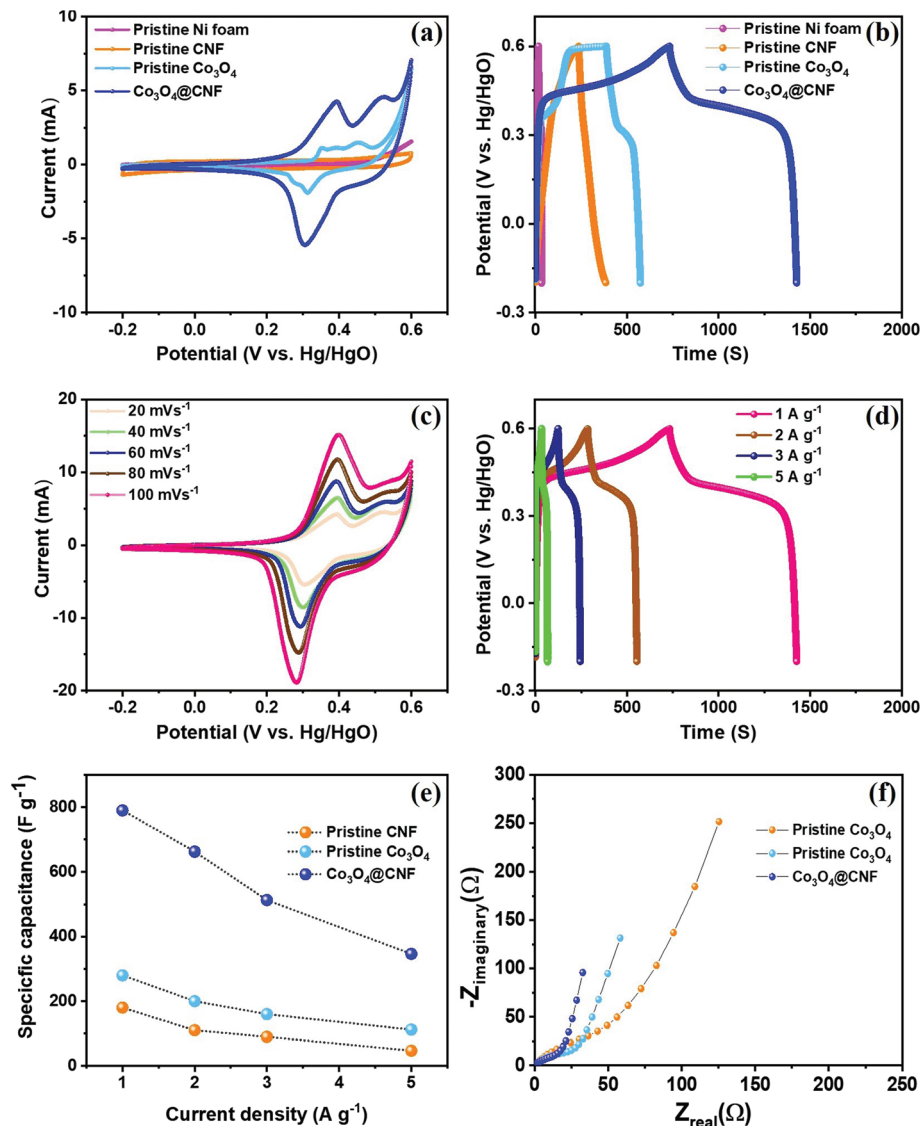 (a)
Pristine Ni foam
Pristine CNF
Pristine Co₃O₄
Co₃O₄@CNF
10
5
0
-5
-10
Current (mA)
-0.2 0.0 0.2 0.4 0.6
Potential (V vs. Hg/HgO)
(b)
Pristine Ni foam
Pristine CNF
Pristine Co₃O₄
Co₃O₄@CNF
0.6
0.3
0.0
-0.3
Potential (V vs. Hg/HgO)
0 500 1000 1500 2000
Time (S)
(c)
20 mVs⁻¹
40 mVs⁻¹
60 mVs⁻¹
80 mVs⁻¹
100 mVs⁻¹
20
10
0
-10
-20
Current (mA)
-0.2 0.0 0.2 0.4 0.6
Potential (V vs. Hg/HgO)
(d)
1 A g⁻¹
2 A g⁻¹
3 A g⁻¹
5 A g⁻¹
0.6
0.3
0.0
-0.3
Potential (V vs. Hg/HgO)
0 500 1000 1500 2000
Time (S)
(e)
Pristine CNF
Pristine Co₃O₄
Co₃O₄@CNF
800
600
400
200
0
Specicfic capacitance (F g⁻¹)
1 2 3 4 5
Current density (A g⁻¹)
(f)
Pristine Co₃O₄
Pristine Co₃O₄
Co₃O₄@CNF
300
250
200
150
100
50
0
-Zimaginary(Ω)
0 50 100 150 200 250
Zreal(Ω)